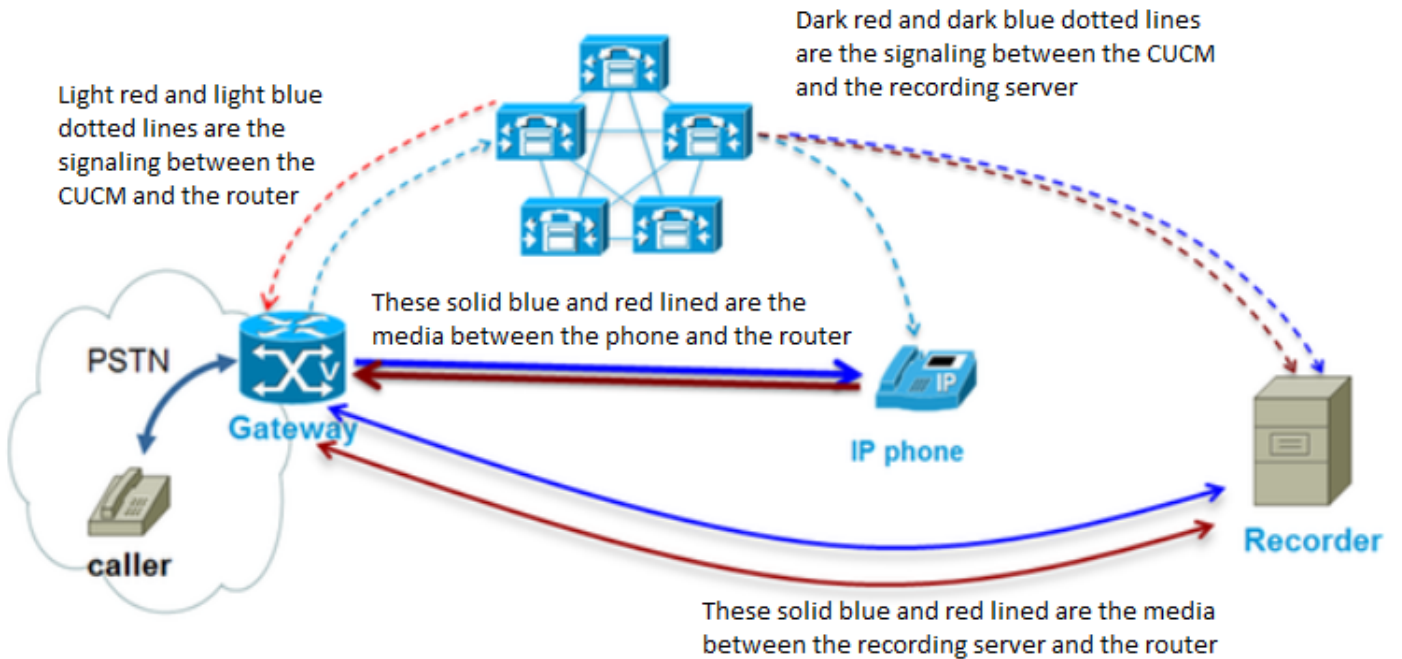 Dark red and dark blue dotted lines
are the signaling between the CUCM
and the recording server
Light red and light blue
dotted lines are the
signaling between the
CUCM and the router
These solid blue and red lined are the
media between the phone and the router
PSTN
V
IP
Gateway
IP phone
caller
Recorder
These solid blue and red lined are the media
between the recording server and the router